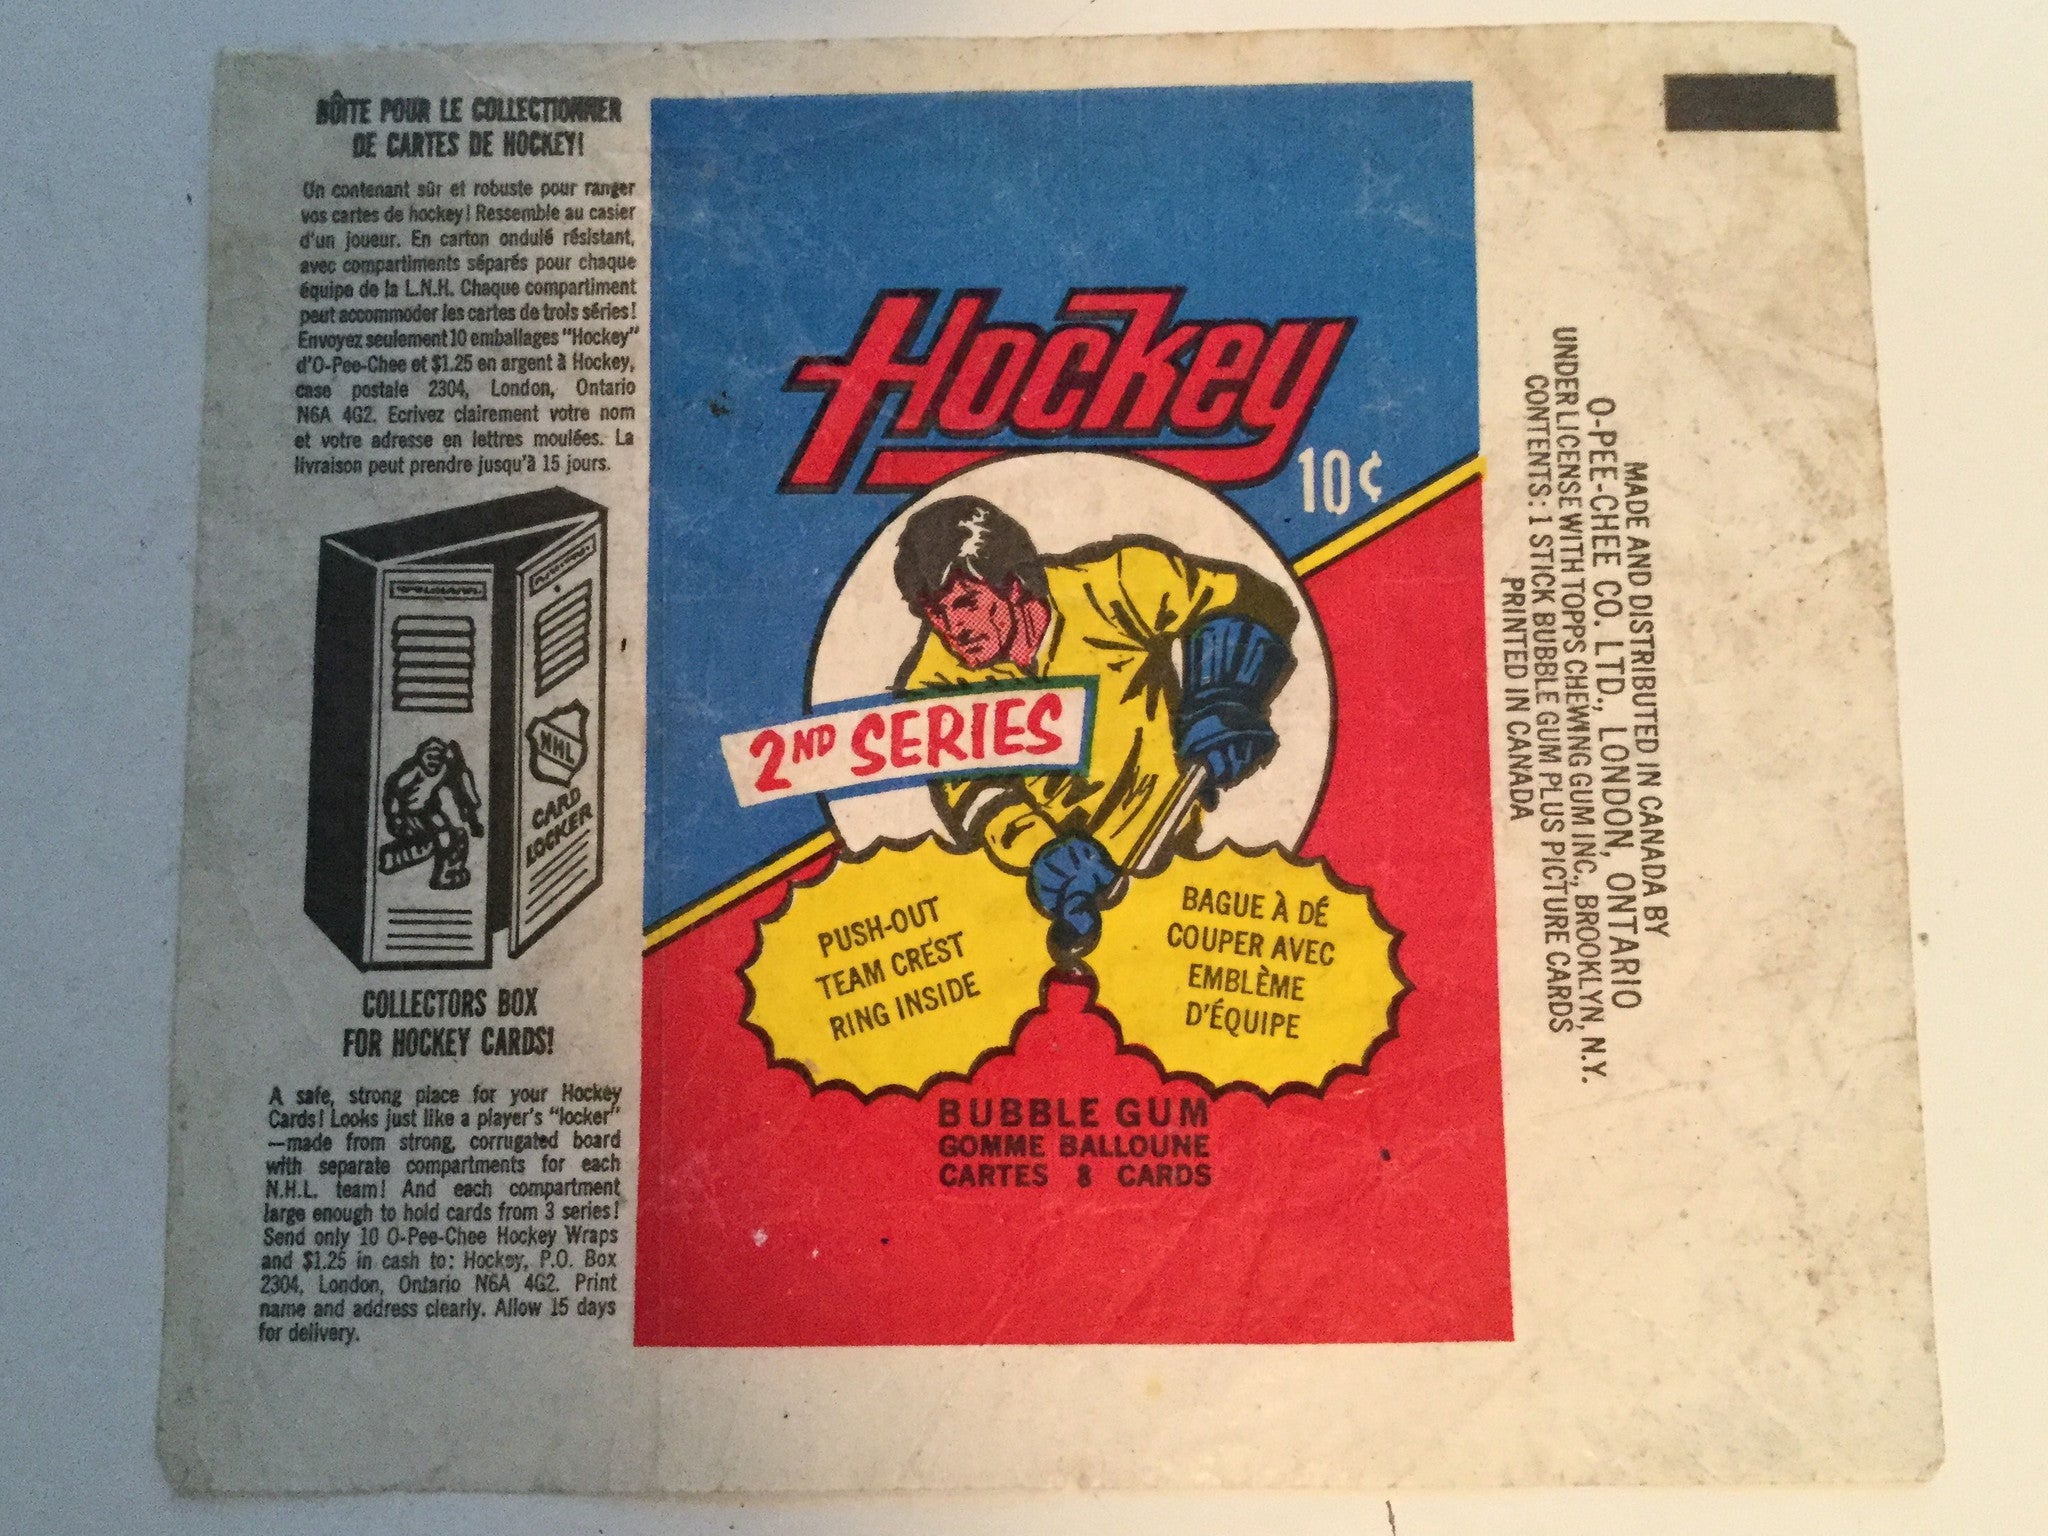 BÔITE POUR LE COLLECTIONNER
DE CARTES DE HOCKEY!
Un contenant sûr et robuste pour ranger
vos cartes de hockey! Ressemble au casier
d'un joueur. En carton ondulé résistant,
avec compartiments séparés pour chaque
équipe de la L.N.H. Chaque compartiment
peut accommoder les cartes de trois séries!
Envoyez seulement 10 emballages "Hockey"
d'O-Pee-Chee et $1.25 en argent à Hockey,
case postale 2304, London, Ontario
N6A 4G2. Ecrivez clairement votre nom
et votre adresse en lettres moulées. La
livraison peut prendre jusqu'à 15 jours.
NHL
CARD
LOCKER
COLLECTORS BOX
FOR HOCKEY CARDS!
A safe, strong place for your Hockey
Cards! Looks just like a player's "locker"
—made from strong, corrugated board
with separate compartments for each
N.H.L. team! And each compartment
large enough to hold cards from 3 series!
Send only 10 O-Pee-Chee Hockey Wraps
and $1.25 in cash to: Hockey, P.O. Box
2304, London, Ontario N6A 4G2. Print
name and address clearly. Allow 15 days
for delivery.
Hockey
10¢
2ND SERIES
PUSH-OUT
TEAM CREST
RING INSIDE
BAGUE À DÉ
COUPER AVEC
EMBLÈME
D'ÉQUIPE
BUBBLE GUM
GOMME BALLOUNE
CARTES 8 CARDS
MADE AND DISTRIBUTED IN CANADA BY
O-PEE-CHEE CO. LTD., LONDON, ONTARIO
UNDER LICENSE WITH TOPPS CHEWING GUM INC., BROOKLYN, N.Y.
CONTENTS: 1 STICK BUBBLE GUM PLUS PICTURE CARDS
PRINTED IN CANADA